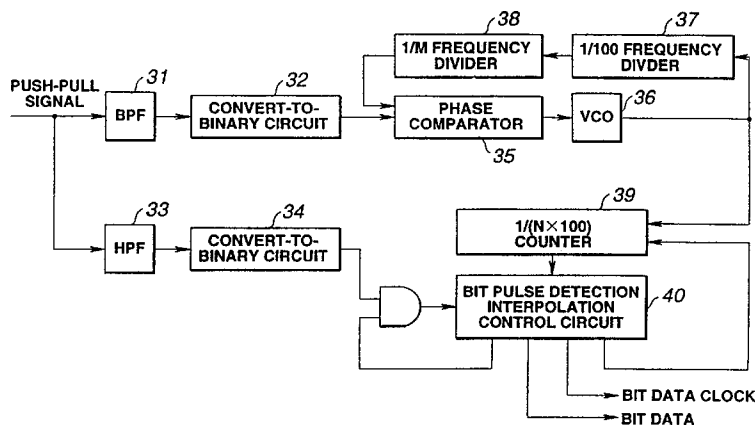 38
37
1/M FREQUENCY
DIVIDER
1/100 FREQUENCY
DIVDER
PUSH-PULL
SIGNAL
31
32
36
BPF
CONVERT-TO-
BINARY CIRCUIT
PHASE
COMPARATOR
VCO
35
39
33
34
1/(N×100)
COUNTER
HPF
CONVERT-TO-
BINARY CIRCUIT
BIT PULSE DETECTION
INTERPOLATION
CONTROL CIRCUIT
40
BIT DATA CLOCK
BIT DATA